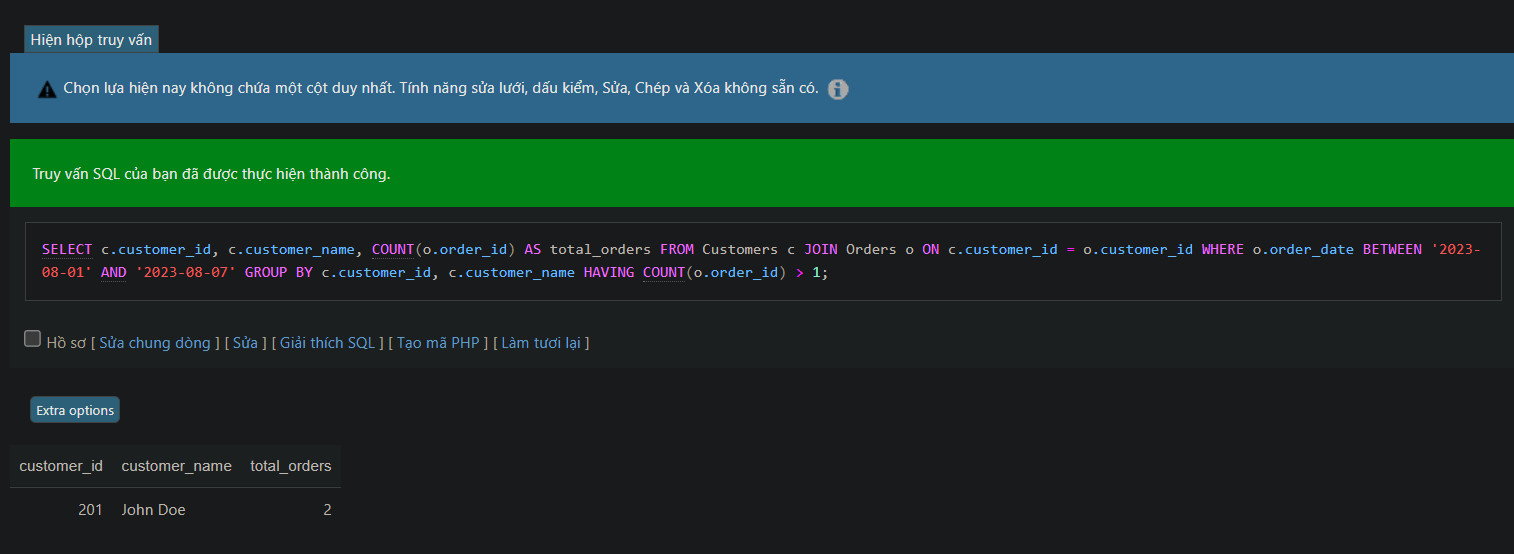 Hiện hộp truy vấn
Chọn lựa hiện nay không chứa một cột duy nhất. Tính năng sửa lưới, dấu kiểm, Sửa, Chép và Xóa không sẵn có.
Truy vấn SQL của bạn đã được thực hiện thành công.
SELECT c.customer_id, c.customer_name, COUNT(o.order_id) AS total_orders FROM Customers c JOIN Orders o ON c.customer_id = o.customer_id WHERE o.order_date BETWEEN '2023-
08-01' AND '2023-08-07' GROUP BY c.customer_id, c.customer_name HAVING COUNT(o.order_id) > 1;
Hồ sơ [ Sửa chung dòng ] [ Sửa ] [ Giải thích SQL ] [ Tạo mã PHP ] [ Làm tươi lại ]
Extra options
customer_id customer_name total_orders
201 John Doe 2